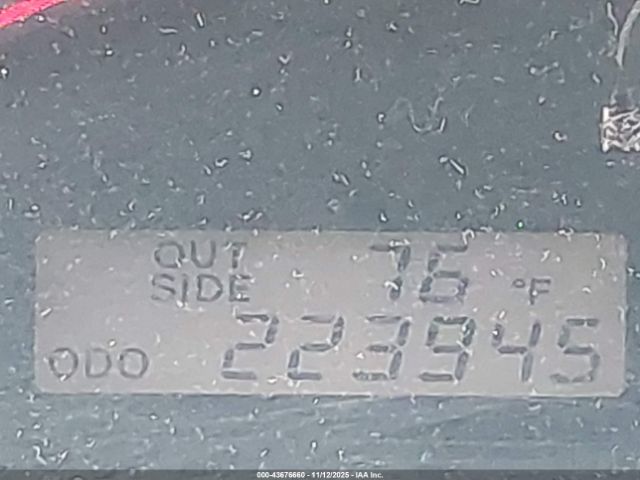 OUT SIDE 76 °F
ODO 223945
000-43676660 - 11/12/2025 - IAA Inc.